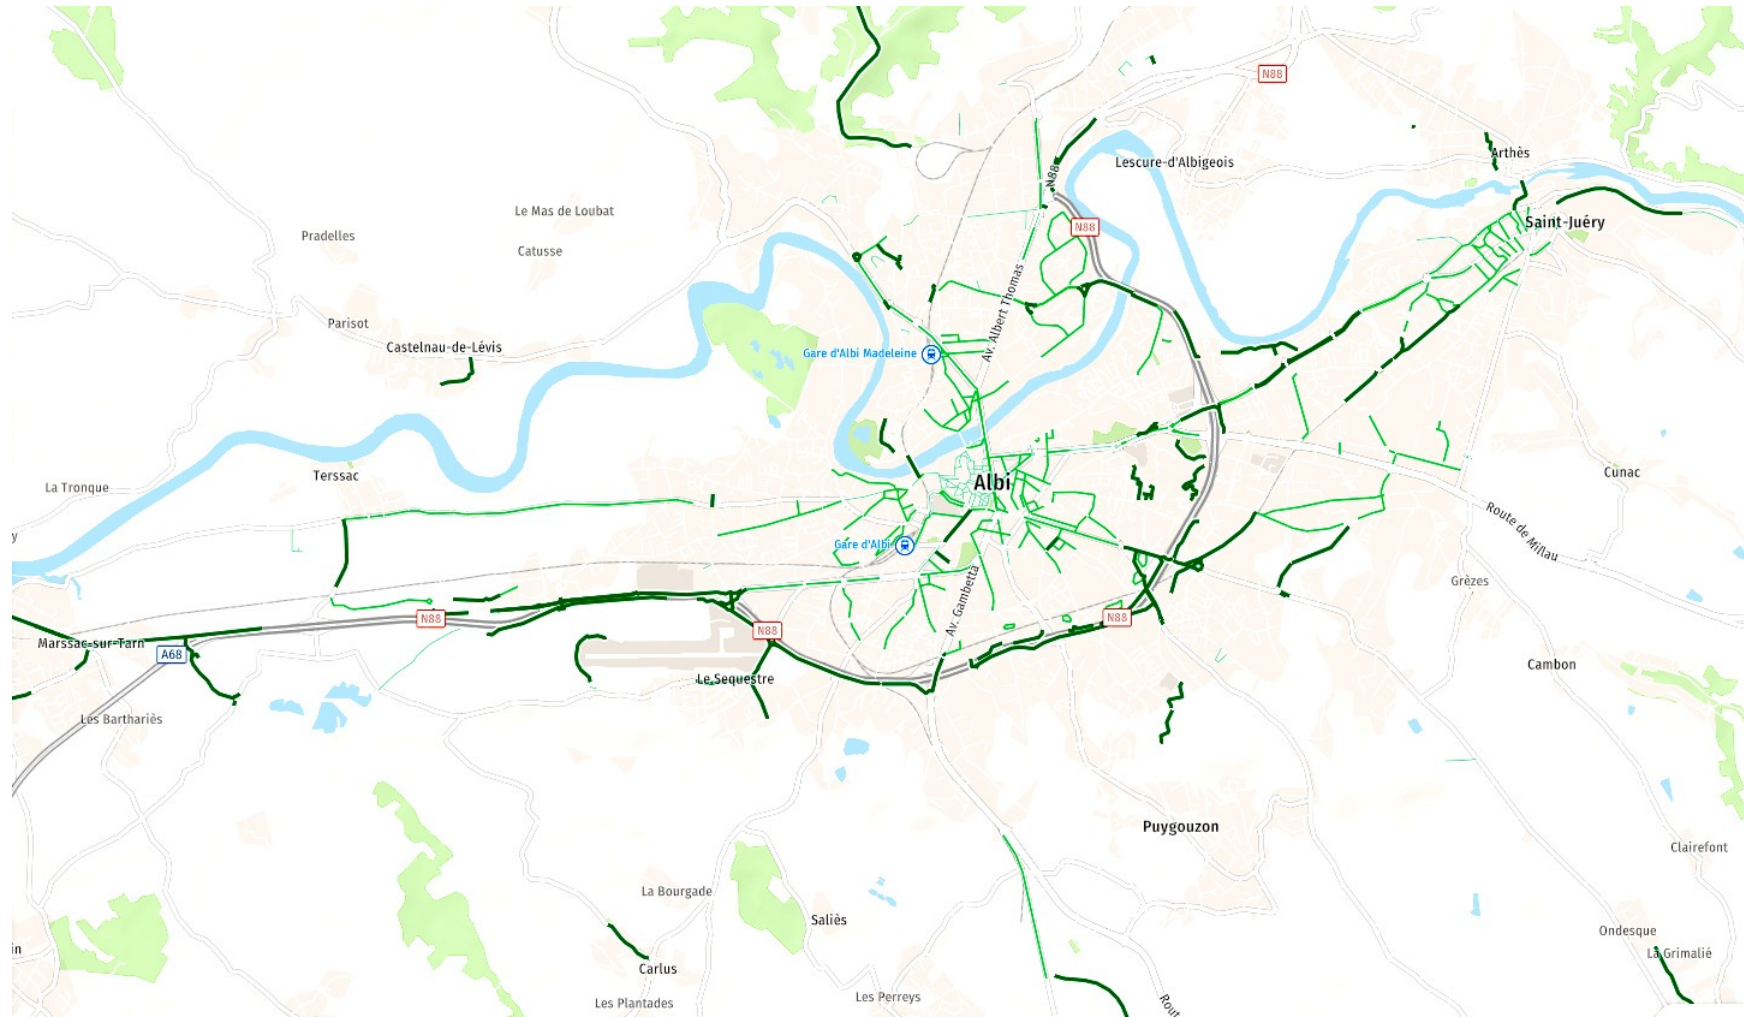 N88
Lescure-d'Albigeois
Arthès
N88
Le Mas de Loubat
Saint-Juéry
Pradelles
N88
Catusse
Av. Albert Thomas
Parisot
Castelnau-de-Lévis
Gare d'Albi Madeleine
Terssac
Cunac
La Tronque
Albi
Route de Millau
y
Gare d'Albi
Grèzes
Av. Gambetta
N88
N88
N88
Marssac-sur-Tarn
A68
Cambon
Le Sequestre
Les Barthariès
Puygouzon
Clairefont
La Bourgade
Saliès
Ondesque
in
La Grimalié
Carlus
Les Perreys
Les Plantades
Rout